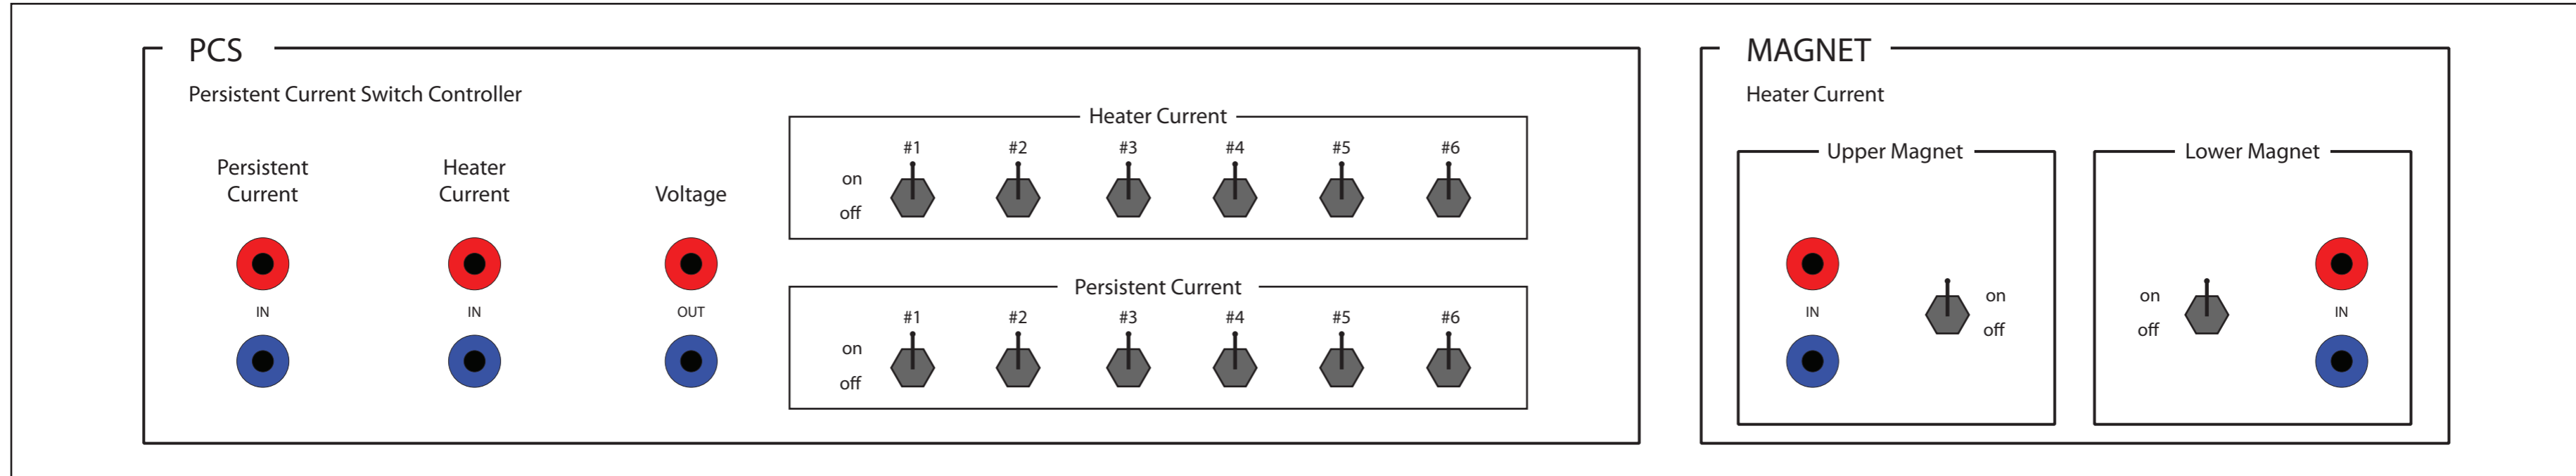 PCS
Persistent Current Switch Controller
Persistent
Current
Heater
Current
Voltage
IN
IN
OUT
Heater Current
#1 #2 #3 #4 #5 #6
on
off
Persistent Current
#1 #2 #3 #4 #5 #6
on
off
MAGNET
Heater Current
Upper Magnet
IN
on
off
Lower Magnet
on
off
IN